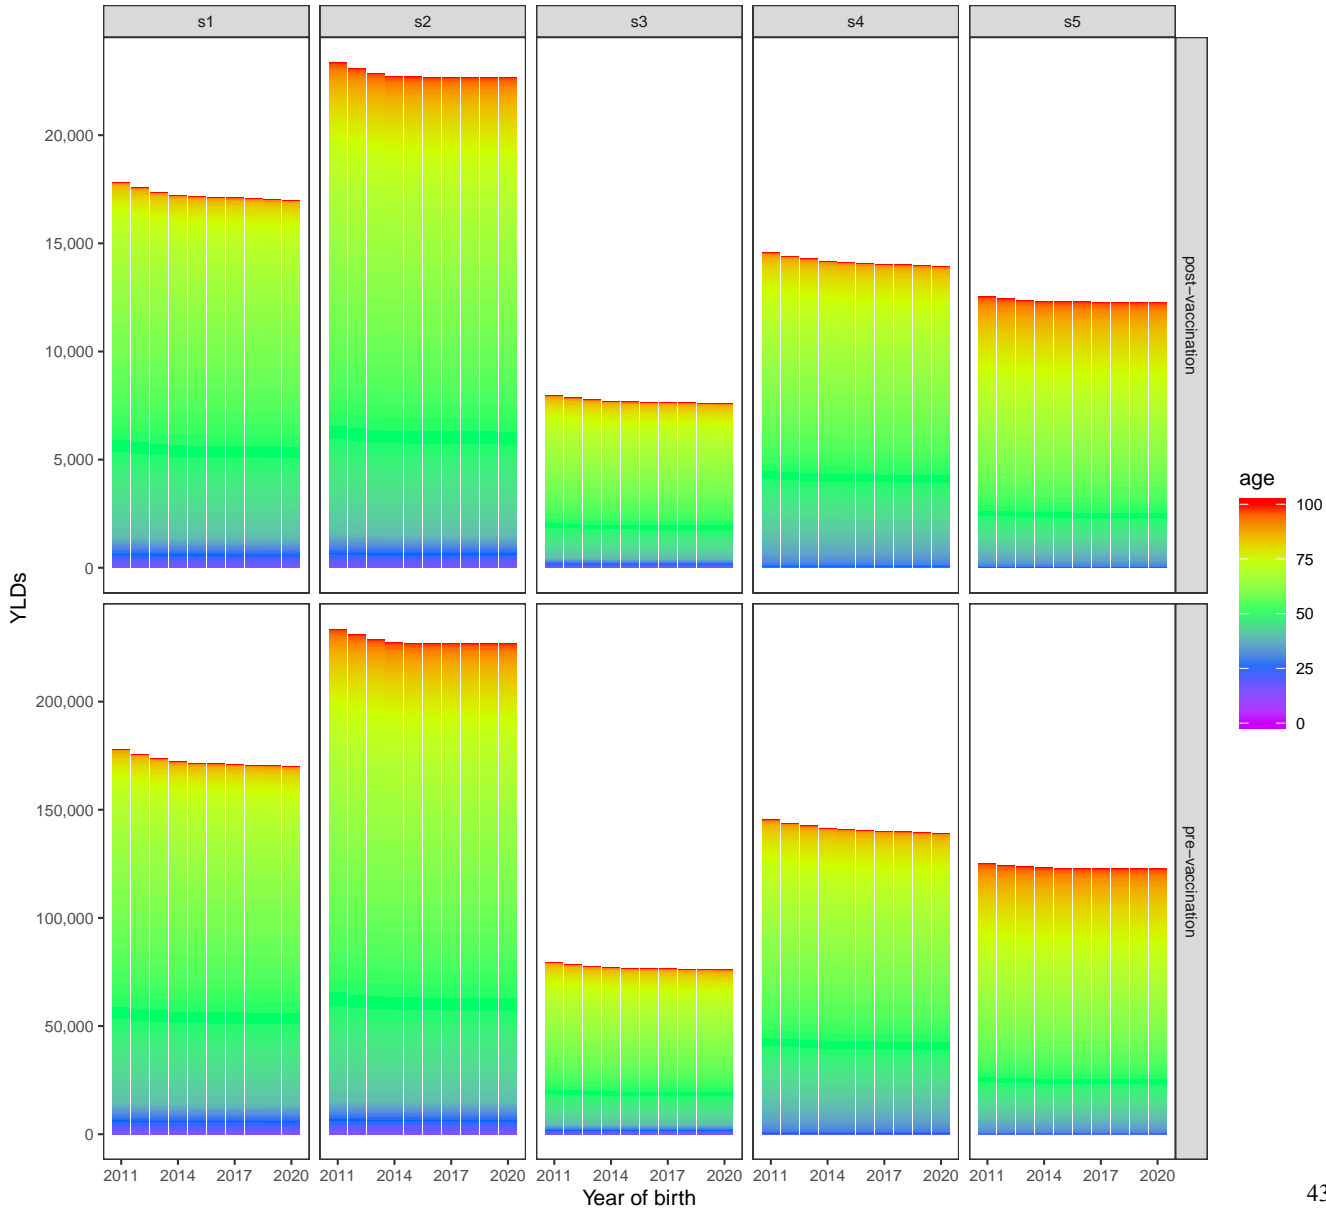 s1 s2 s3 s4 s5
20,000
15,000
10,000
5,000
0
post−vaccination
YLDs
200,000
150,000
100,000
50,000
0
pre−vaccination
2011 2014 2017 2020 2011 2014 2017 2020 2011 2014 2017 2020 2011 2014 2017 2020 2011 2014 2017 2020
Year of birth
age
100
75
50
25
0
43